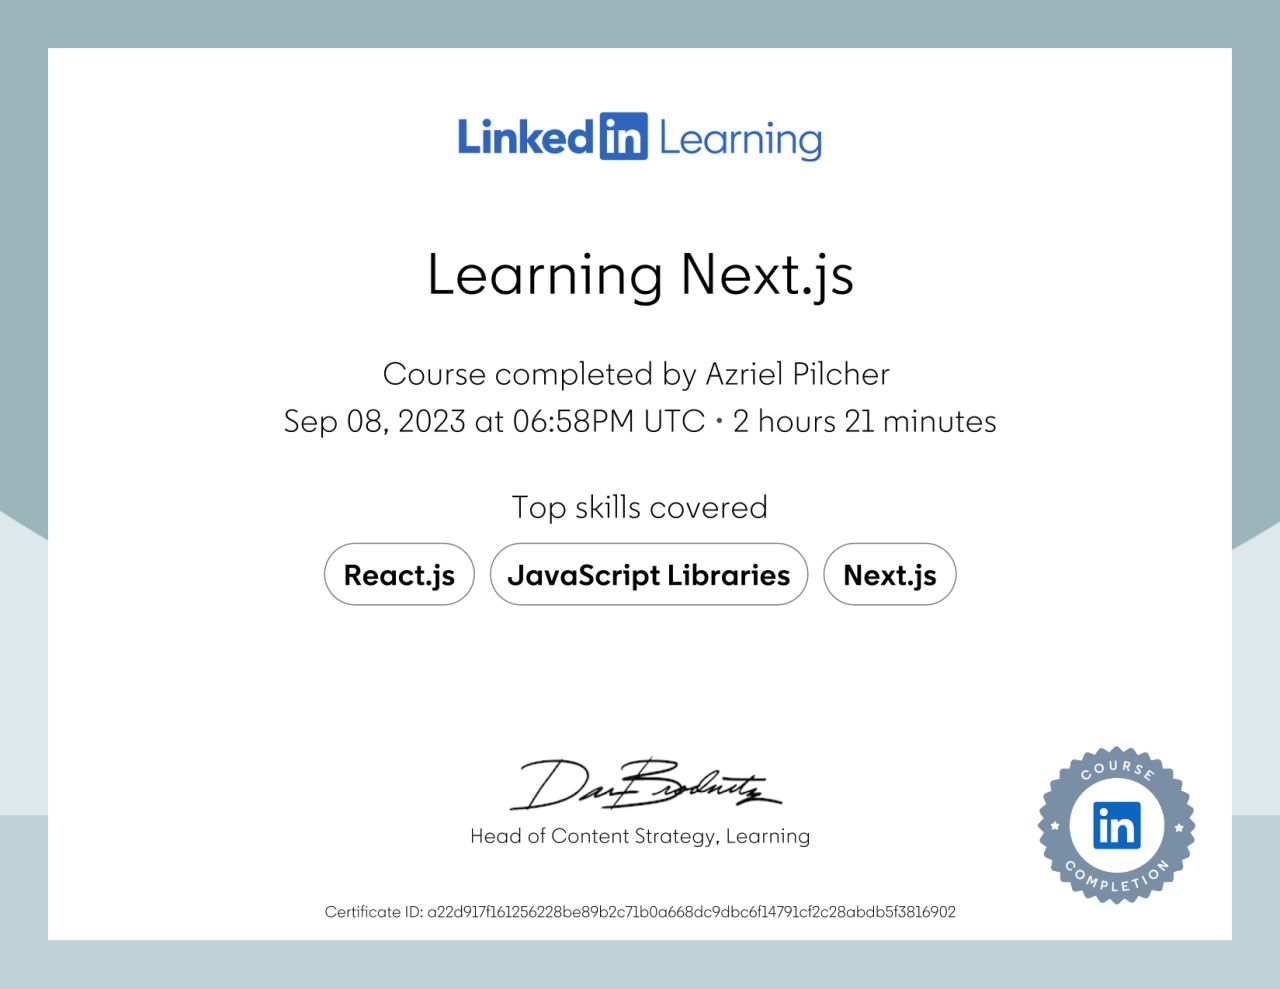 Linked in Learning
Learning Next.js
Course completed by Azriel Pilcher
Sep 08, 2023 at 06:58PM UTC • 2 hours 21 minutes
Top skills covered
React.js JavaScript Libraries Next.js
Dan Brodnitz
Head of Content Strategy, Learning
COURSE
in
COMPLETION
Certificate ID: a22d917f161256228be89b2c71b0a668dc9dbc6f14791cf2c28abdb5f3816902